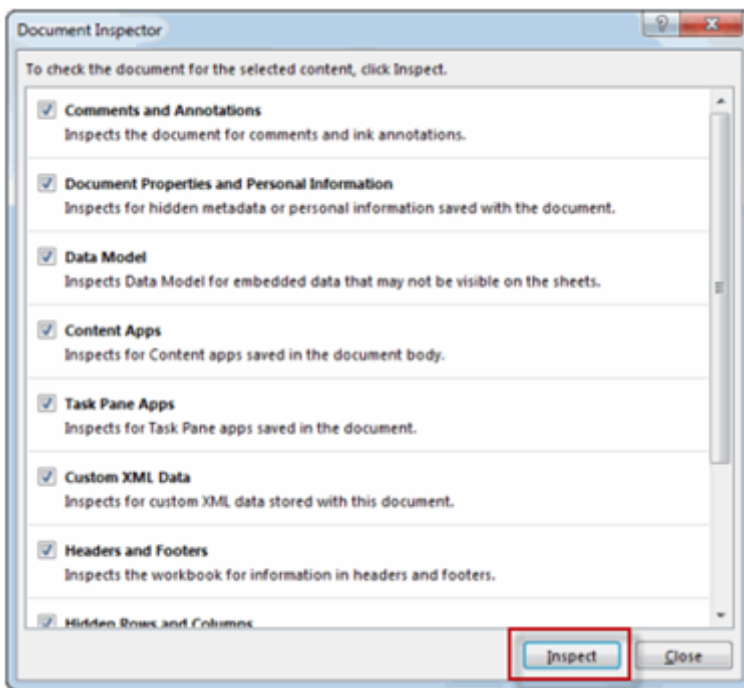 Document Inspector
To check the document for the selected content, click Inspect.
Comments and Annotations
Inspects the document for comments and ink annotations.
Document Properties and Personal Information
Inspects for hidden metadata or personal information saved with the document.
Data Model
Inspects Data Model for embedded data that may not be visible on the sheets.
Content Apps
Inspects for Content apps saved in the document body.
Task Pane Apps
Inspects for Task Pane apps saved in the document.
Custom XML Data
Inspects for custom XML data stored with this document.
Headers and Footers
Inspects the workbook for information in headers and footers.
Hidden Rows and Columns
Inspect Close